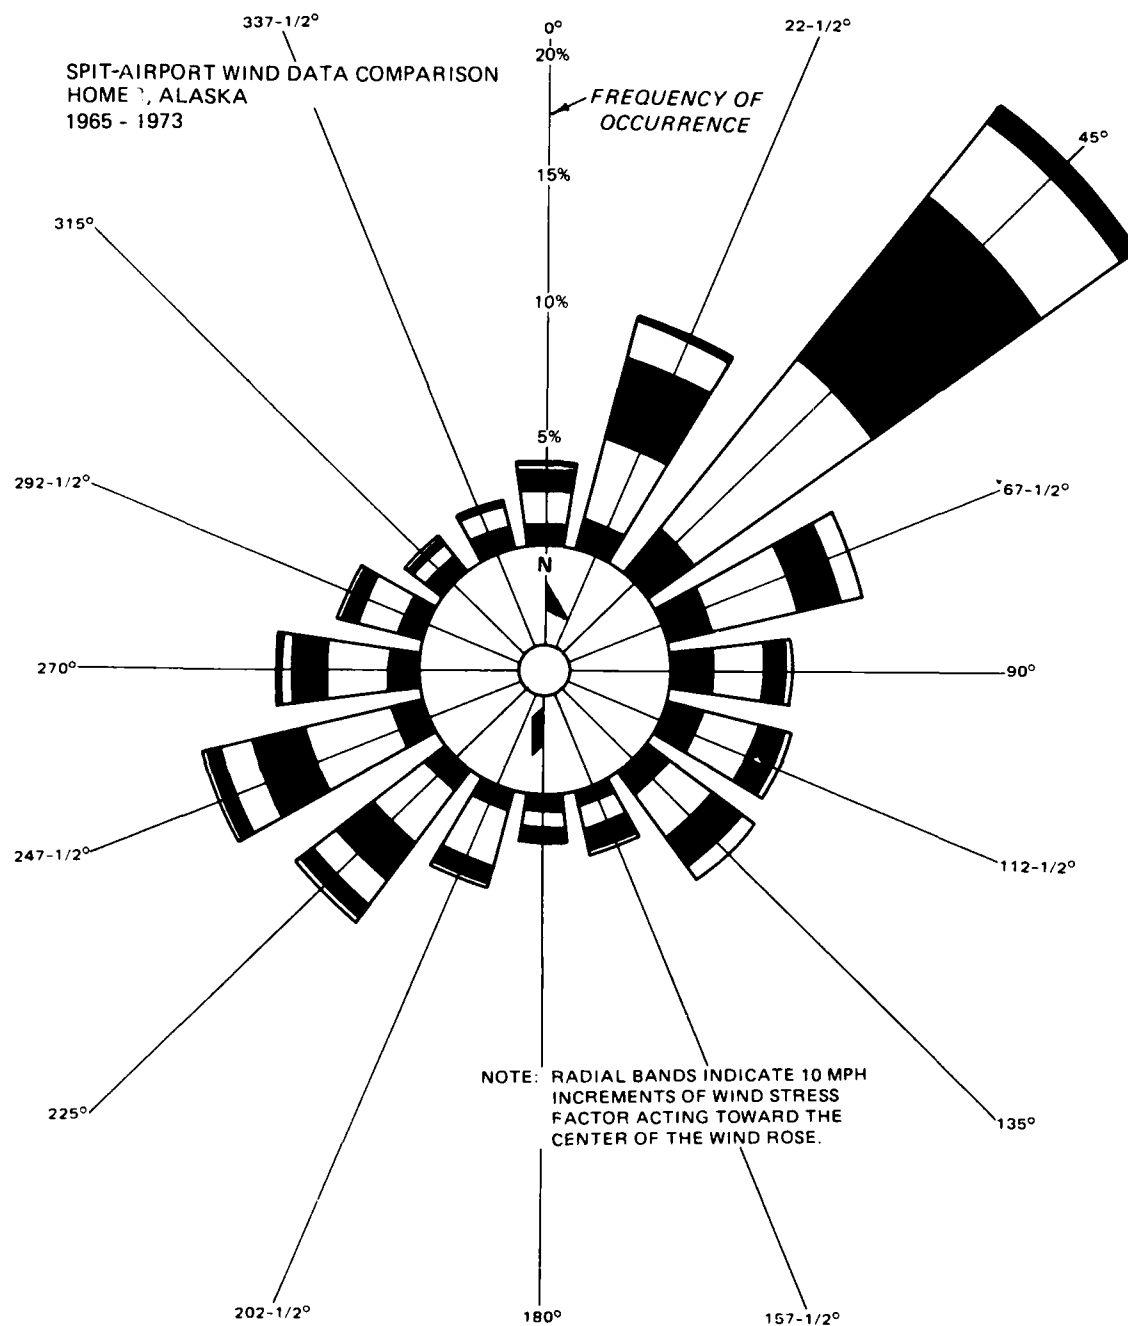 337-1/2°
0°
22-1/2°
20%
SPIT-AIRPORT WIND DATA COMPARISON
HOME , ALASKA
1965 - 1973
FREQUENCY OF
OCCURRENCE
45°
15%
315°
10%
5%
292-1/2°
67-1/2°
N
270°
90°
247-1/2°
112-1/2°
NOTE: RADIAL BANDS INDICATE 10 MPH
INCREMENTS OF WIND STRESS
FACTOR ACTING TOWARD THE
CENTER OF THE WIND ROSE.
225°
135°
202-1/2°
180°
157-1/2°